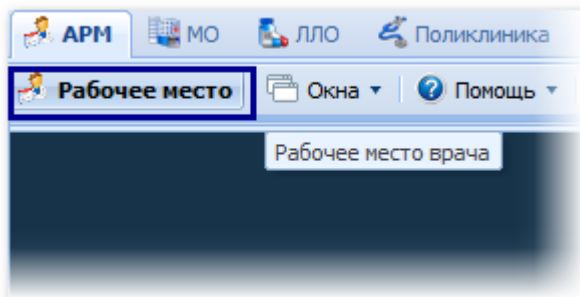 АРМ МО ЛЛО Поликлиника
Рабочее место Окна Помощь
Рабочее место врача